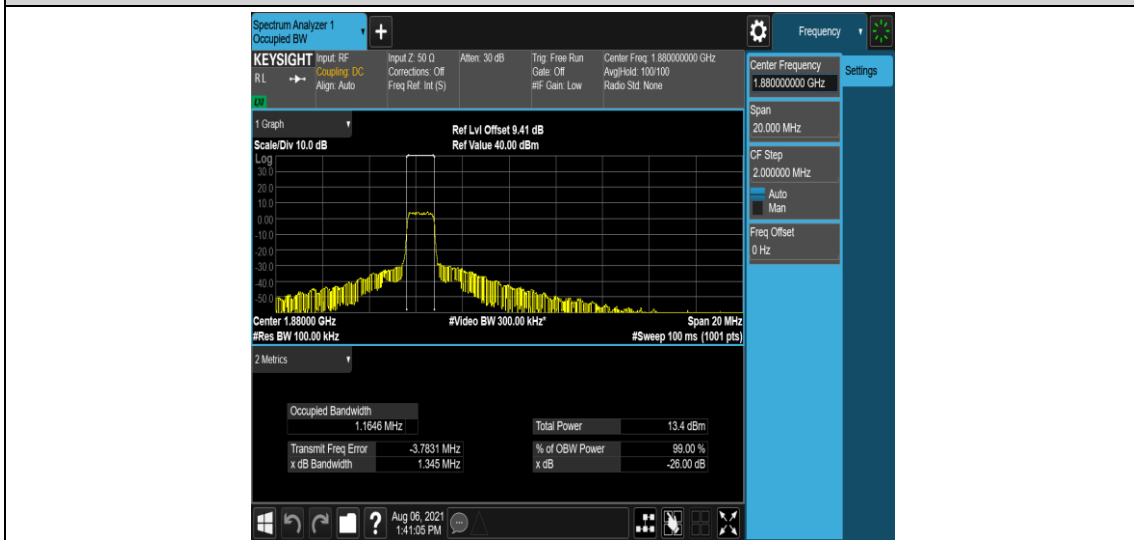 Spectrum Analyzer 1
Occupied BW
Frequency
KEYSIGHT
RL
Input: RF
Coupling: DC
Align: Auto
Input Z: 50 Ω
Corrections: Off
Freq Ref: Int (S)
Atten: 30 dB
Trig: Free Run
Gate: Off
#IF Gain: Low
Center Freq: 1.880000000 GHz
Avg|Hold: 100/100
Radio Std: None
1 Graph
Scale/Div 10.0 dB
Ref Lvl Offset 9.41 dB
Ref Value 40.00 dBm
Log
30.0
20.0
10.0
0.00
-10.0
-20.0
-30.0
-40.0
-50.0
Center 1.88000 GHz
#Res BW 100.00 kHz
#Video BW 300.00 kHz*
Span 20 MHz
#Sweep 100 ms (1001 pts)
2 Metrics
Occupied Bandwidth
1.1646 MHz
Transmit Freq Error -3.7831 MHz
x dB Bandwidth 1.345 MHz
Total Power 13.4 dBm
% of OBW Power 99.00 %
x dB -26.00 dB
Aug 06, 2021
1:41:05 PM
Center Frequency
1.880000000 GHz
Settings
Span
20.000 MHz
CF Step
2.000000 MHz
Auto
Man
Freq Offset
0 Hz